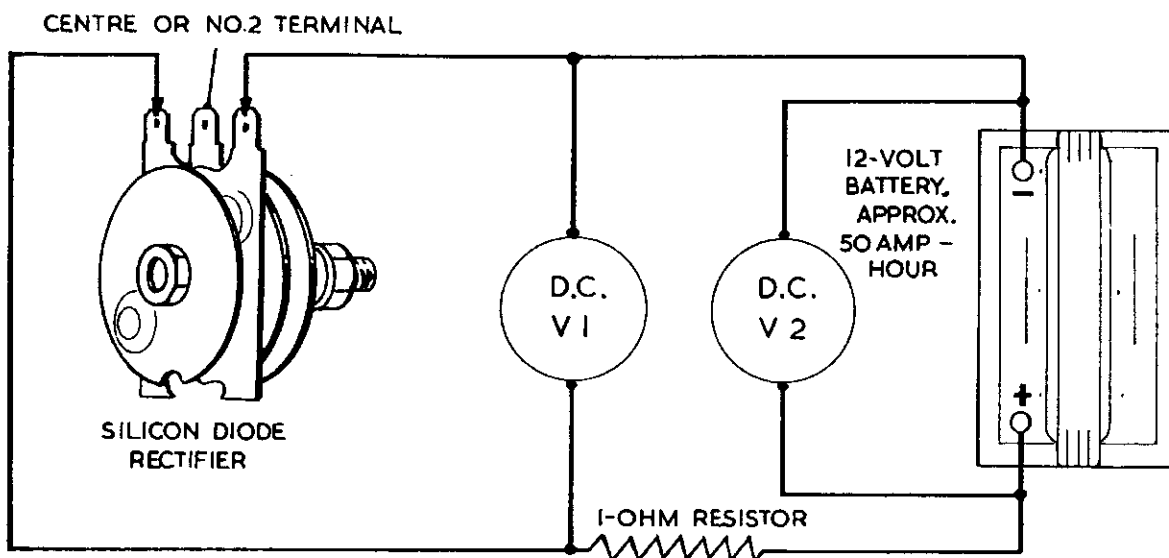 CENTRE OR NO.2 TERMINAL
SILICON DIODE
RECTIFIER
D.C.
V 1
D.C.
V 2
12-VOLT
BATTERY.
APPROX.
50 AMP -
HOUR
−
+
1-OHM RESISTOR